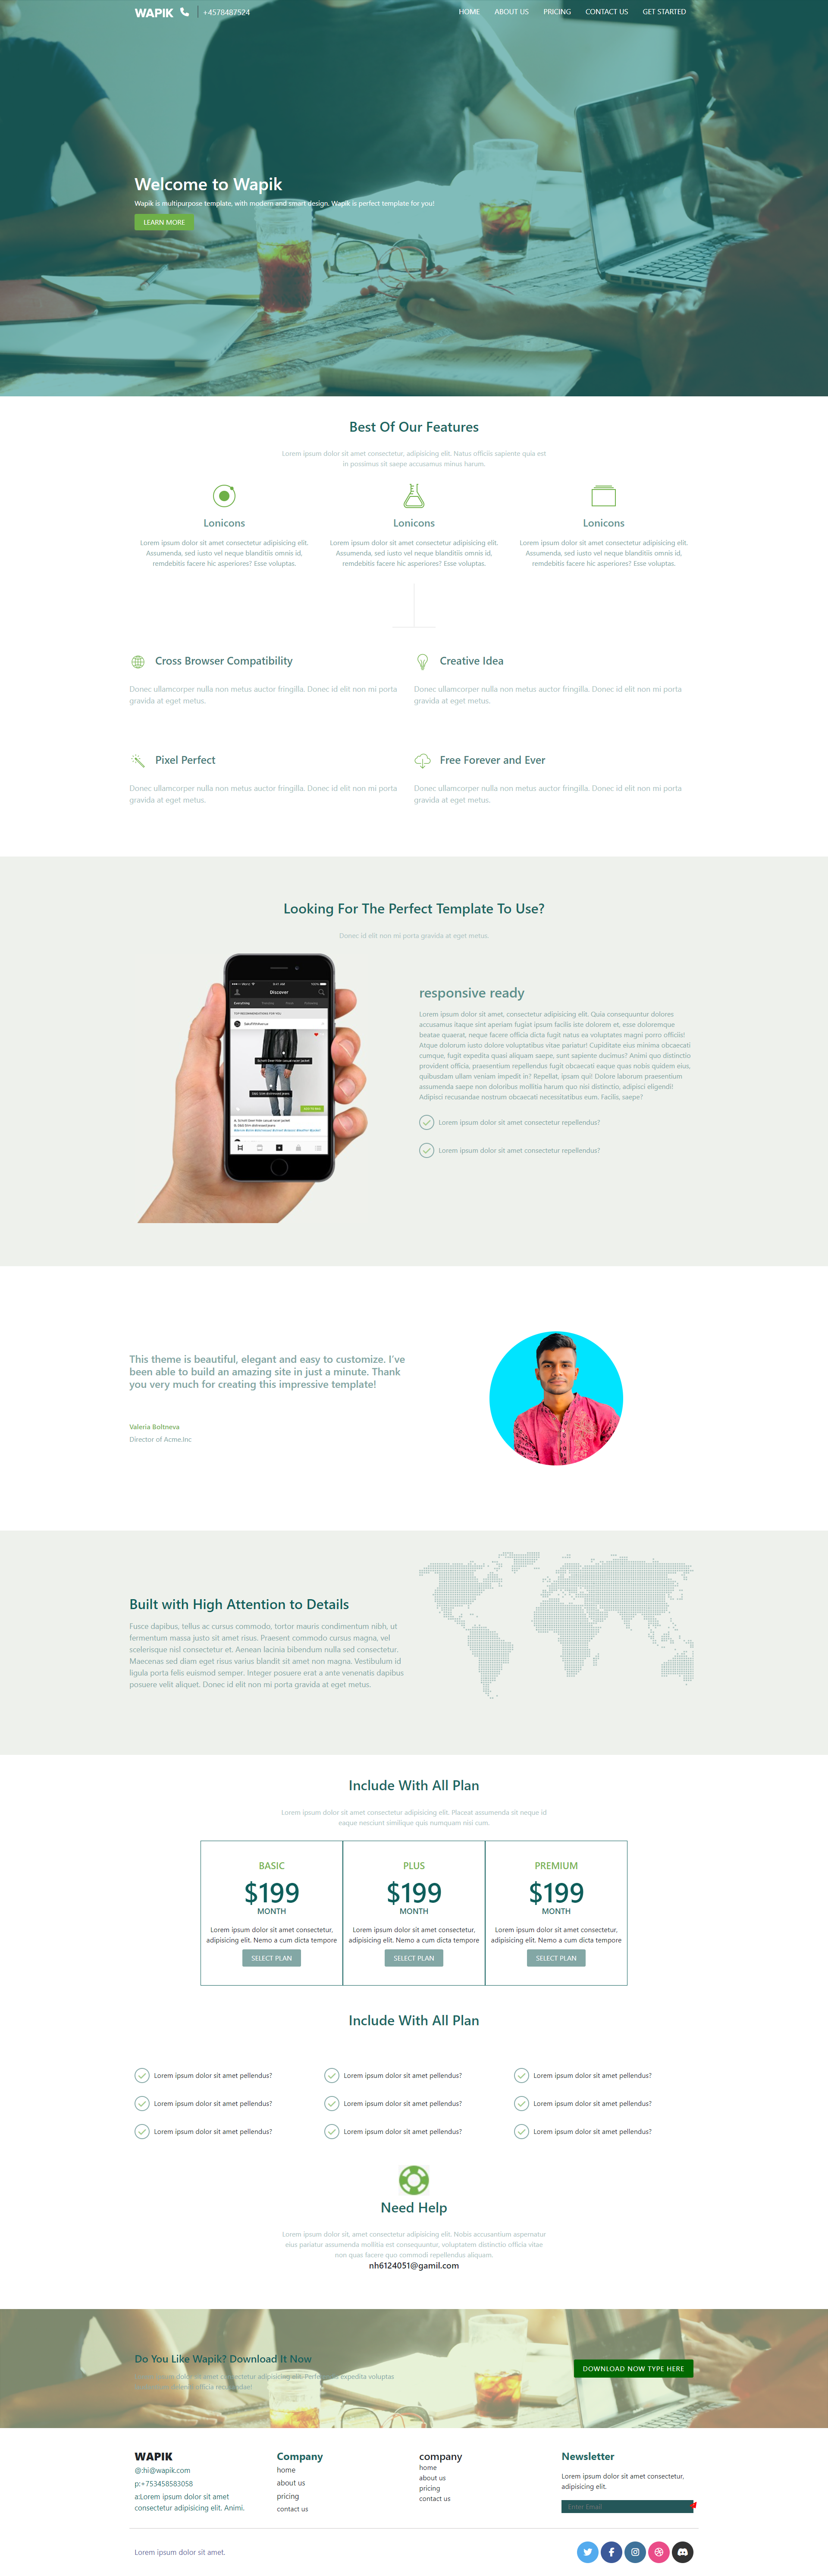 WAPIK +4578487524 HOME ABOUT US PRICING CONTACT US GET STARTED
Welcome to Wapik
Wapik is multipurpose template, with modern and smart design. Wapik is perfect template for you!
LEARN MORE
Best Of Our Features
Lorem ipsum dolor sit amet consectetur, adipisicing elit. Natus officiis sapiente quia est
in possimus sit saepe accusamus minus harum.
Lonicons Lonicons Lonicons
Lorem ipsum dolor sit amet consectetur adipisicing elit.
Assumenda, sed iusto vel neque blanditiis omnis id,
remdebitis facere hic asperiores? Esse voluptas.
Lorem ipsum dolor sit amet consectetur adipisicing elit.
Assumenda, sed iusto vel neque blanditiis omnis id,
remdebitis facere hic asperiores? Esse voluptas.
Lorem ipsum dolor sit amet consectetur adipisicing elit.
Assumenda, sed iusto vel neque blanditiis omnis id,
remdebitis facere hic asperiores? Esse voluptas.
Cross Browser Compatibility
Donec ullamcorper nulla non metus auctor fringilla. Donec id elit non mi porta
gravida at eget metus.
Creative Idea
Donec ullamcorper nulla non metus auctor fringilla. Donec id elit non mi porta
gravida at eget metus.
Pixel Perfect
Donec ullamcorper nulla non metus auctor fringilla. Donec id elit non mi porta
gravida at eget metus.
Free Forever and Ever
Donec ullamcorper nulla non metus auctor fringilla. Donec id elit non mi porta
gravida at eget metus.
Looking For The Perfect Template To Use?
Donec id elit non mi porta gravida at eget metus.
Discover
responsive ready
Lorem ipsum dolor sit amet, consectetur adipisicing elit. Quia consequuntur dolores
accusamus itaque sint aperiam fugiat ipsum facilis iste dolorem et, esse doloremque
beatae quaerat, neque facere officia dicta fugit natus ea voluptates magni porro officiis!
Atque dolorum iusto dolore voluptatibus vitae pariatur! Cupiditate eius minima obcaecati
cumque, fugit expedita quasi aliquam saepe, sunt sapiente ducimus? Animi quo distinctio
provident officia, praesentium repellendus fugit obcaecati eaque quas nobis quidem eius,
quibusdam ullam veniam impedit in? Repellat, ipsam qui! Dolore laborum praesentium
assumenda saepe non doloribus mollitia harum quo nisi distinctio, adipisci eligendi!
Adipisci recusandae nostrum obcaecati necessitatibus eum. Facilis, saepe?
Lorem ipsum dolor sit amet consectetur repellendus?
Lorem ipsum dolor sit amet consectetur repellendus?
This theme is beautiful, elegant and easy to customize. I've
been able to build an amazing site in just a minute. Thank
you very much for creating this impressive template!
Valeria Boltneva
Director of Acme.Inc
Built with High Attention to Details
Fusce dapibus, tellus ac cursus commodo, tortor mauris condimentum nibh, ut
fermentum massa justo sit amet risus. Praesent commodo cursus magna, vel
scelerisque nisl consectetur et. Aenean lacinia bibendum nulla sed consectetur.
Maecenas sed diam eget risus varius blandit sit amet non magna. Vestibulum id
ligula porta felis euismod semper. Integer posuere erat a ante venenatis dapibus
posuere velit aliquet. Donec id elit non mi porta gravida at eget metus.
Include With All Plan
Lorem ipsum dolor sit amet consectetur adipisicing elit. Placeat assumenda sit neque id
eaque nesciunt similique quis numquam nisi cum.
BASIC
$199
MONTH
Lorem ipsum dolor sit amet consectetur,
adipisicing elit. Nemo a cum dicta tempore
SELECT PLAN
PLUS
$199
MONTH
Lorem ipsum dolor sit amet consectetur,
adipisicing elit. Nemo a cum dicta tempore
SELECT PLAN
PREMIUM
$199
MONTH
Lorem ipsum dolor sit amet consectetur,
adipisicing elit. Nemo a cum dicta tempore
SELECT PLAN
Include With All Plan
Lorem ipsum dolor sit amet pellendus? Lorem ipsum dolor sit amet pellendus? Lorem ipsum dolor sit amet pellendus?
Lorem ipsum dolor sit amet pellendus? Lorem ipsum dolor sit amet pellendus? Lorem ipsum dolor sit amet pellendus?
Lorem ipsum dolor sit amet pellendus? Lorem ipsum dolor sit amet pellendus? Lorem ipsum dolor sit amet pellendus?
Need Help
Lorem ipsum dolor sit, amet consectetur adipisicing elit. Nobis accusantium aspernatur
eius pariatur assumenda mollitia est consequuntur, voluptatem distinctio officia vitae
non quas facere quo commodi repellendus aliquam.
nh6124051@gamil.com
Do You Like Wapik? Download It Now
dolor sit amet consectetur adipisicing elit. expedita voluptas
officia
DOWNLOAD NOW TYPE HERE
WAPIK
@:hi@wapik.com
p:+753458583058
a:Lorem ipsum dolor sit amet
consectetur adipisicing elit. Animi.
Company
home
about us
pricing
contact us
company
home
about us
pricing
contact us
Newsletter
Lorem ipsum dolor sit amet consectetur,
adipisicing elit.
Enter Email
Lorem ipsum dolor sit amet.